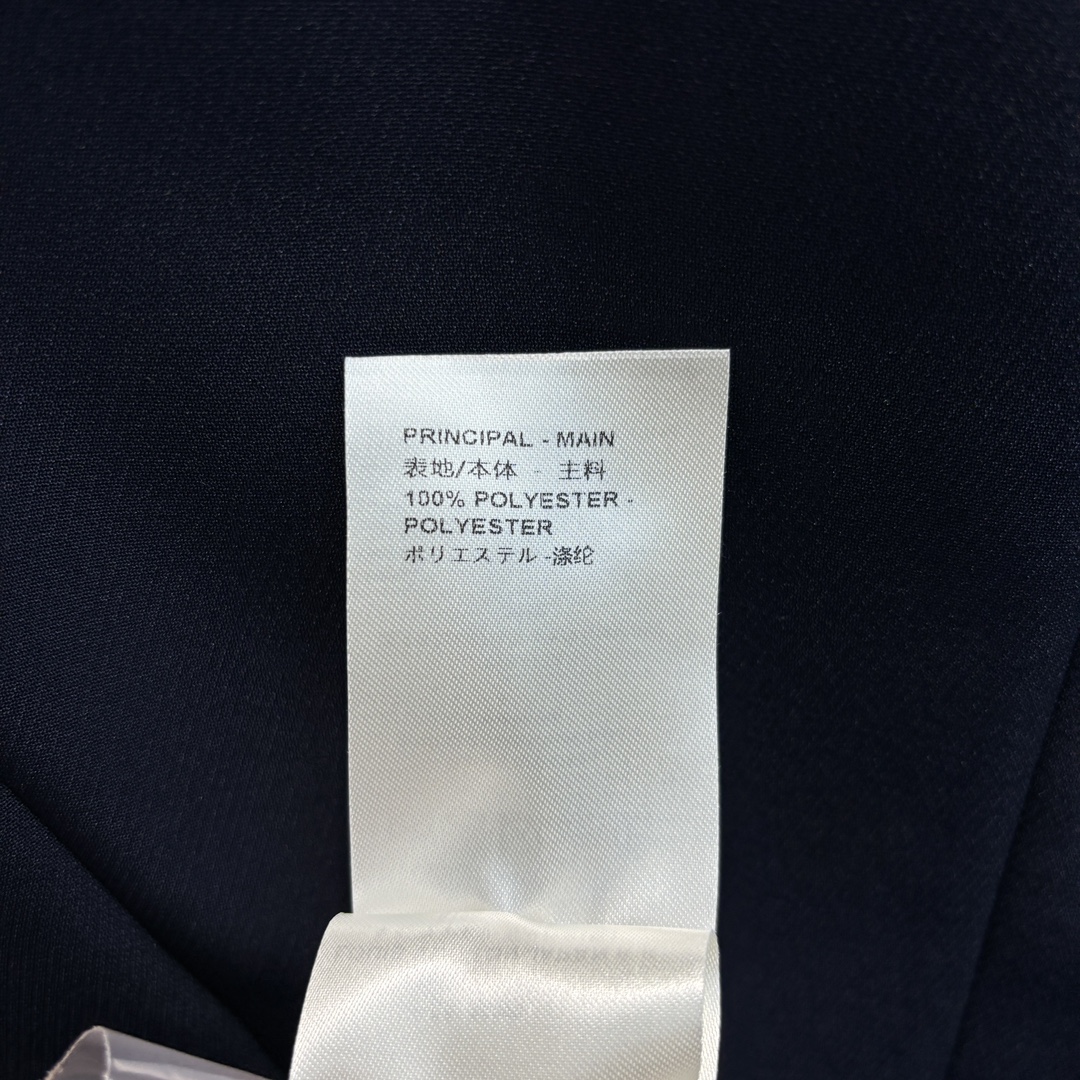 PRINCIPAL - MAIN
表地/本体 - 主料
100% POLYESTER -
POLYESTER
ポリエステル -涤纶